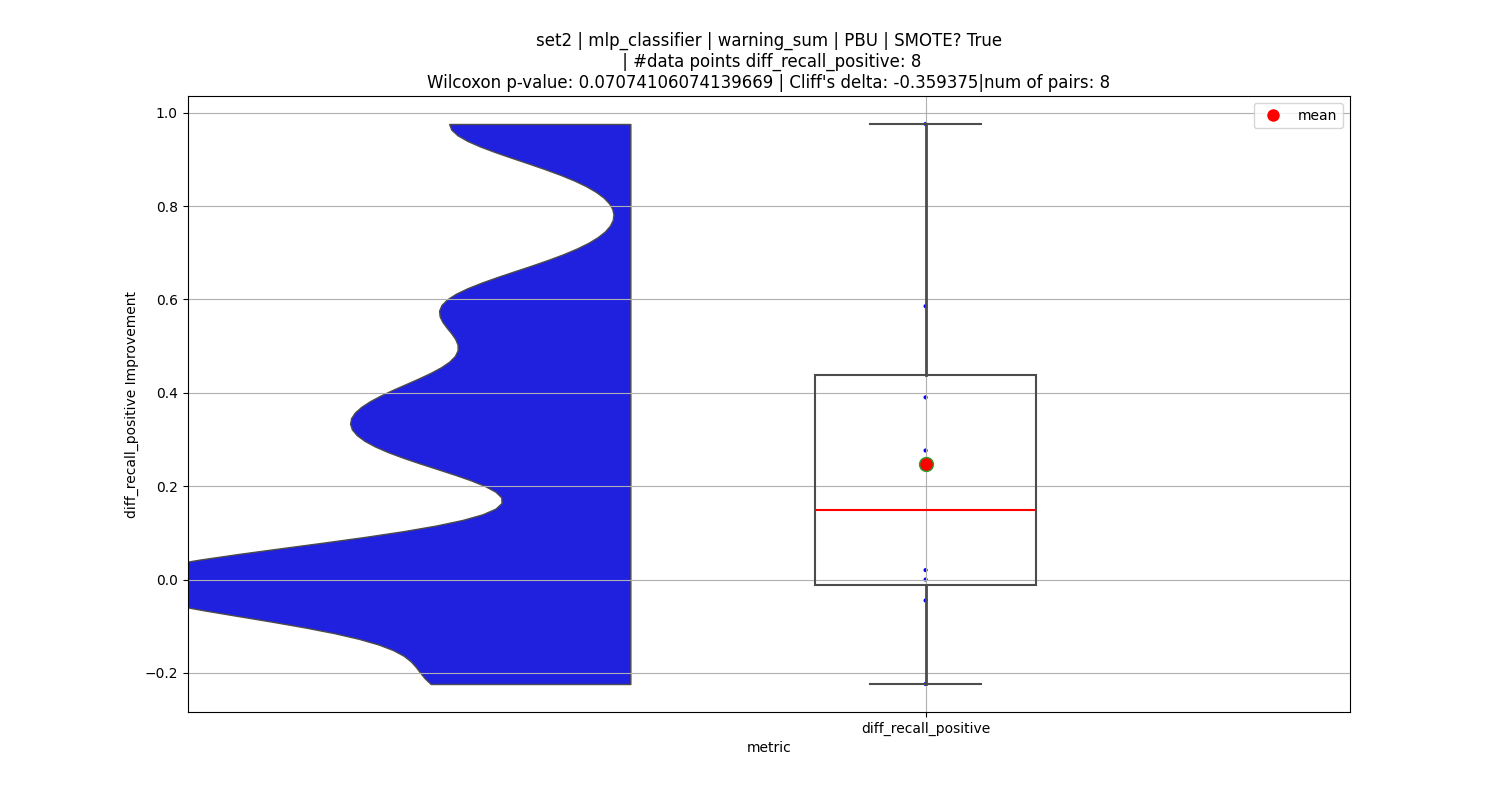 set2 | mlp_classifier | warning_sum | PBU | SMOTE? True
| #data points diff_recall_positive: 8
Wilcoxon p-value: 0.07074106074139669 | Cliff's delta: -0.359375|num of pairs: 8
mean
1.0
0.8
0.6
0.4
0.2
0.0
−0.2
diff_recall_positive Improvement
diff_recall_positive
metric